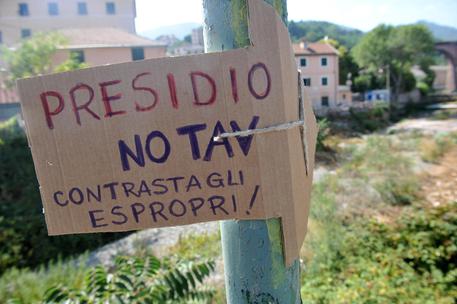 PRESIDIO
NO TAV
CONTRASTA GLI
ESPROPRI!